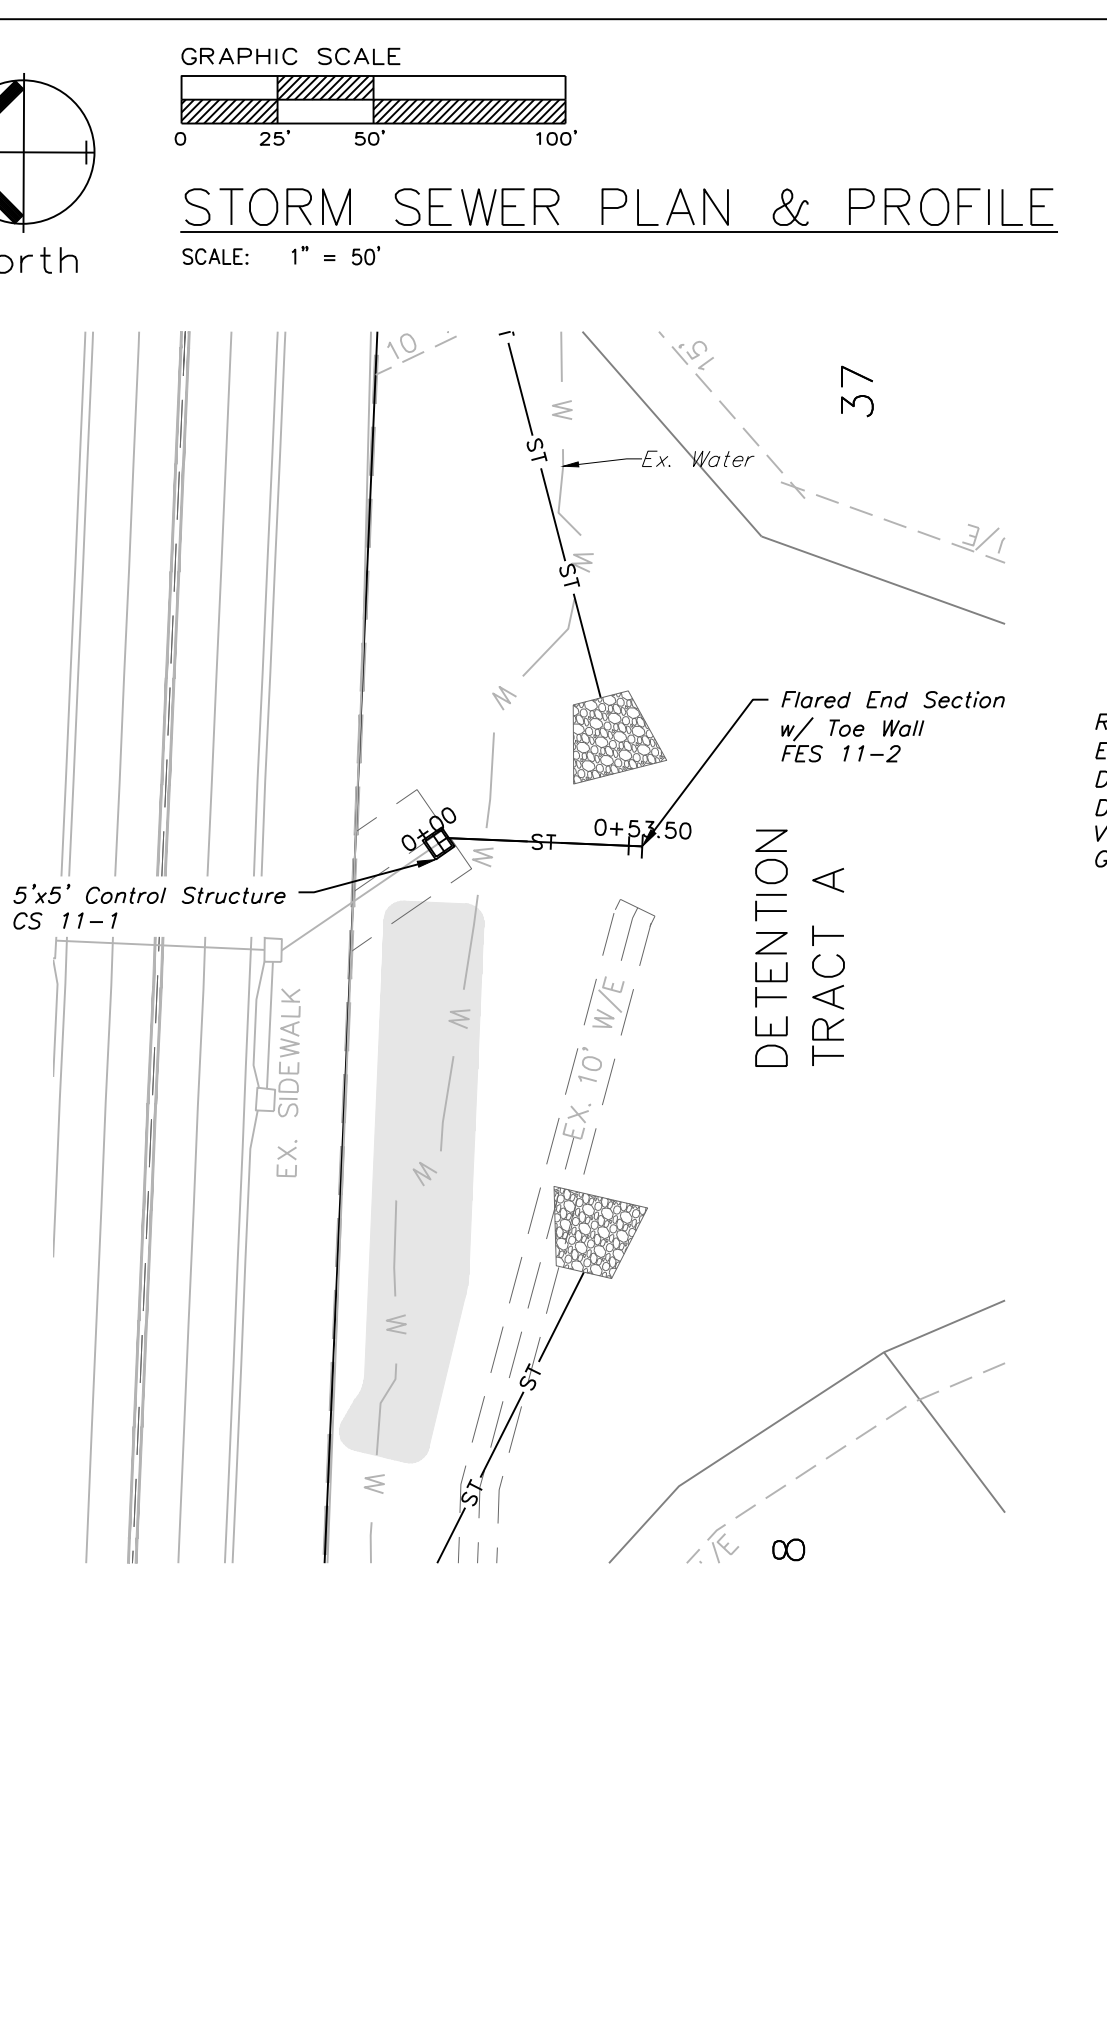 GRAPHIC SCALE
0 25' 50' 100'
STORM SEWER PLAN & PROFILE
orth
SCALE: 1" = 50'
10
15'
37
W
ST
Ex. Water
U/E
W
ST
W
Flared End Section
w/ Toe Wall
FES 11-2
0+00
0+53.50
ST
W
5'x5' Control Structure
CS 11-1
DETENTION
TRACT A
EX. SIDEWALK
W
EX. 10' W/E
W
W
ST
W
ST
/E
8